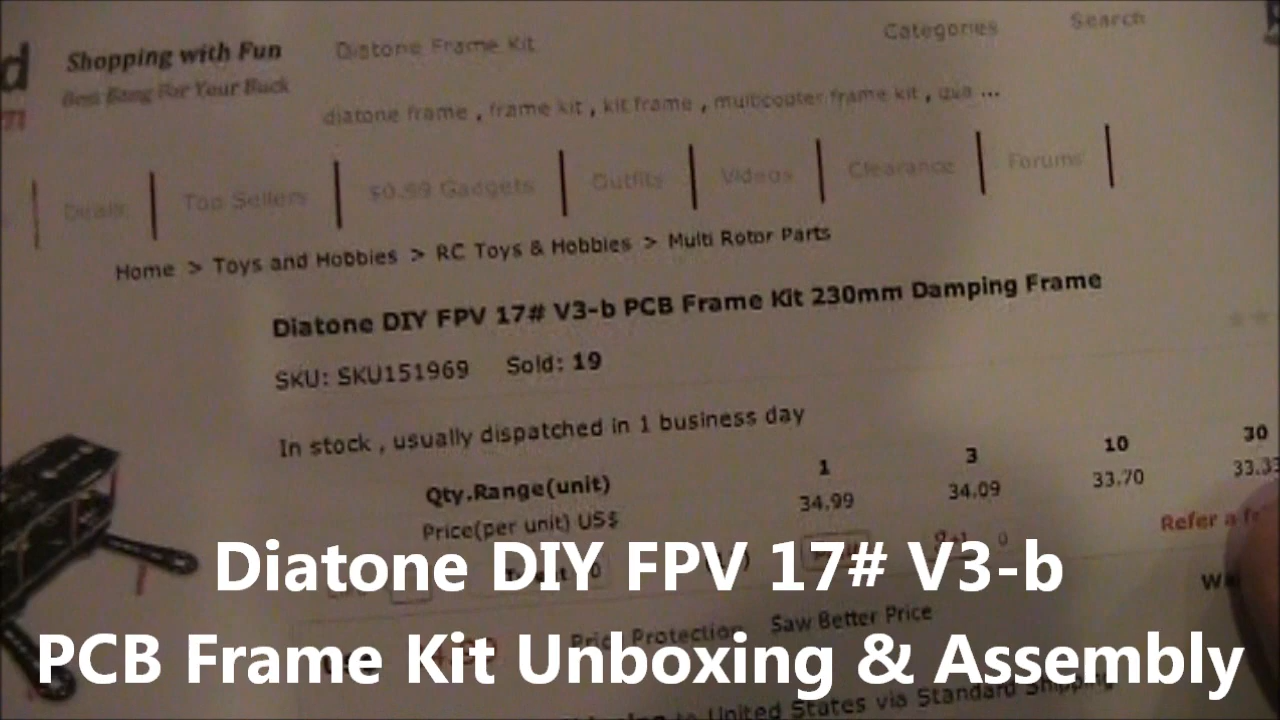 d Shopping with Fun Diatone Frame Kit Categories Search
Best Bang For Your Buck
diatone frame , frame kit , kit frame , multicopter frame kit , qua ...
Deals Top Sellers $0.99 Gadgets Outfits Videos Clearance Forums
Home > Toys and Hobbies > RC Toys & Hobbies > Multi Rotor Parts
Diatone DIY FPV 17# V3-b PCB Frame Kit 230mm Damping Frame
SKU: SKU151969 Sold: 19
In stock , usually dispatched in 1 business day
Qty.Range(unit) 1 3 10 30
Price(per unit) US$ 34.99 34.09 33.70 33.33
Refer a
Diatone DIY FPV 17# V3-b
Price Protection Saw Better Price
PCB Frame Kit Unboxing & Assembly
to United States via Standard Shipping